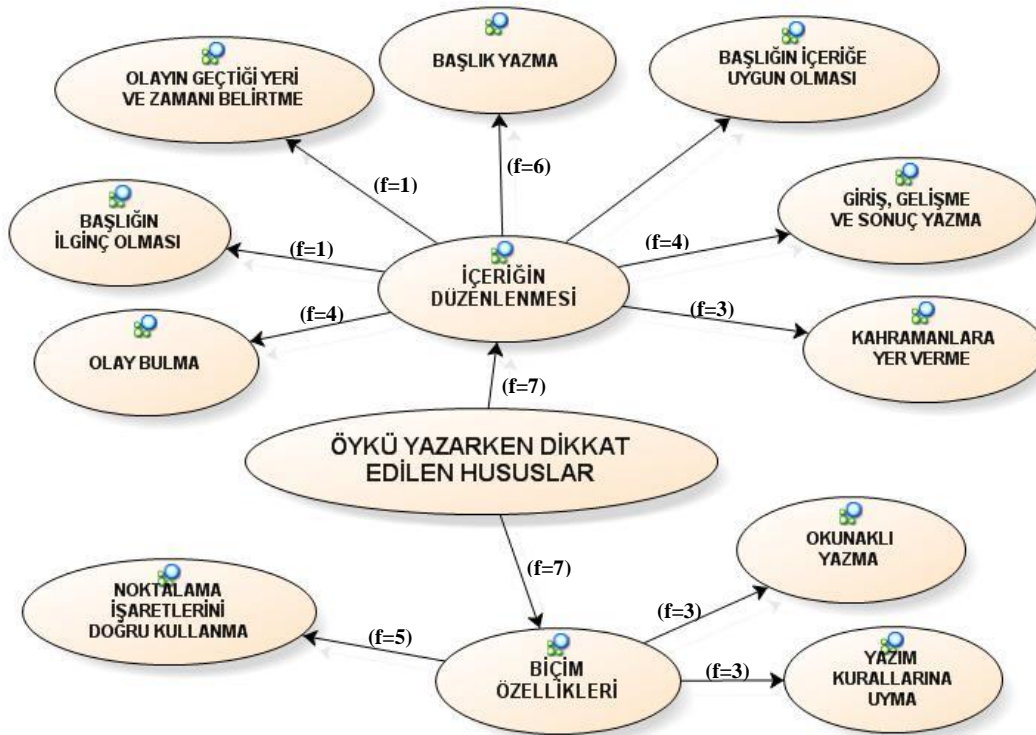 OLAYIN GEÇTİĞİ YERİ
VE ZAMANI BELİRTME
BAŞLIK YAZMA
BAŞLIĞIN İÇERİĞE
UYGUN OLMASI
(f=1)
(f=6)
BAŞLIĞIN
İLGİNÇ OLMASI
(f=1)
GİRİŞ, GELİŞME
VE SONUÇ YAZMA
(f=4)
İÇERİĞİN
DÜZENLENMESİ
OLAY BULMA
(f=4)
(f=3)
KAHRAMANLARA
YER VERME
(f=7)
ÖYKÜ YAZARKEN DİKKAT
EDİLEN HUSUSLAR
(f=7)
OKUNAKLI
YAZMA
(f=3)
NOKTALAMA
İŞARETLERİNİ
DOĞRU KULLANMA
(f=5)
BİÇİM
ÖZELLİKLERİ
(f=3)
YAZIM
KURALLARINA
UYMA